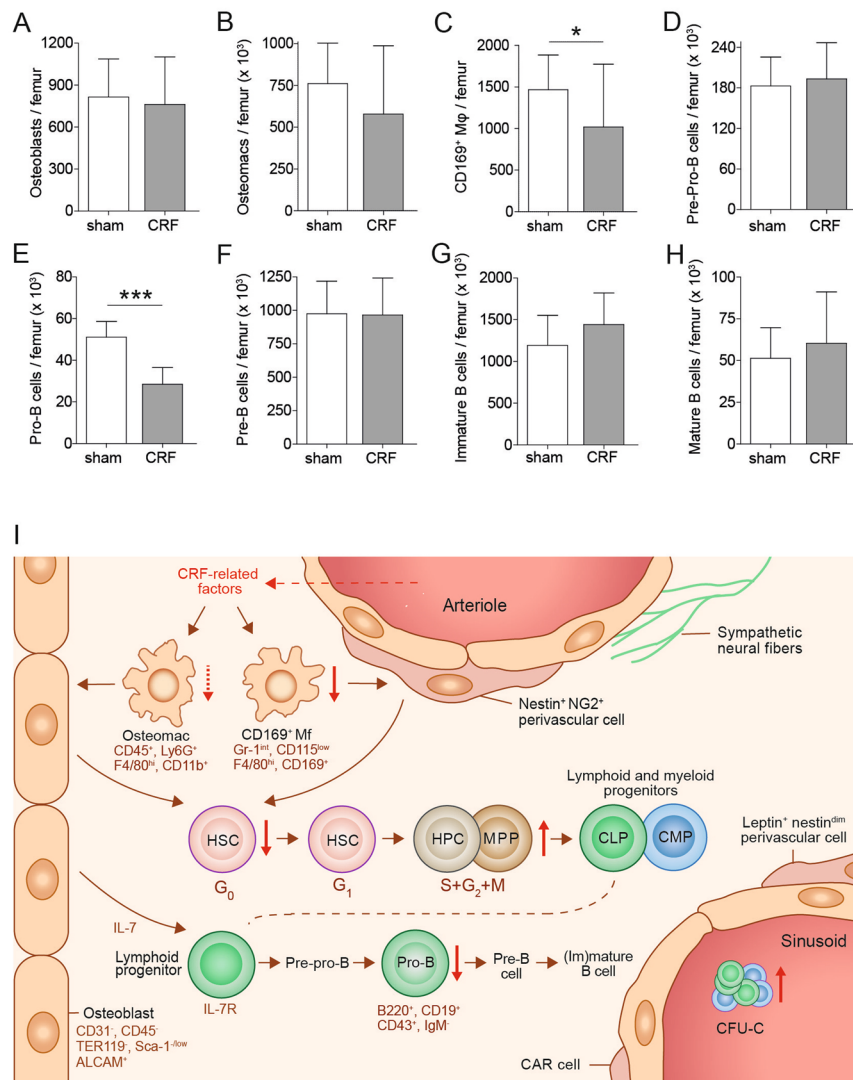 A
Osteoblasts / femur
1200
900
600
300
0
sham CRF
B
Osteomacs / femur (x 10³)
1000
750
500
250
0
sham CRF
C
CD169⁺ Mφ / femur
2000
1500
1000
500
0
*
sham CRF
D
Pre-Pro-B cells / femur (x 10³)
240
180
120
60
0
sham CRF
E
Pro-B cells / femur (x 10³)
80
60
40
20
0
***
sham CRF
F
Pre-B cells / femur (x 10³)
1500
1250
1000
750
500
250
0
sham CRF
G
Immature B cells / femur (x 10³)
2000
1500
1000
500
0
sham CRF
H
Mature B cells / femur (x 10³)
100
75
50
25
0
sham CRF
I
CRF-related
factors
Arteriole
Sympathetic
neural fibers
Nestin⁺ NG2⁺
perivascular cell
Osteomac
CD45⁺, Ly6G⁺
F4/80ʰⁱ, CD11b⁺
CD169⁺ Mf
Gr-1ⁱⁿᵗ, CD115ˡᵒʷ
F4/80ʰⁱ, CD169⁺
Lymphoid and myeloid
progenitors
HSC
HSC
HPC
MPP
CLP
CMP
G₀
G₁
S+G₂+M
Leptin⁺ nestinᵈⁱᵐ
perivascular cell
IL-7
Lymphoid
progenitor
IL-7R
Pre-pro-B
Pro-B
B220⁺, CD19⁺
CD43⁺, IgM⁻
Pre-B
cell
(Im)mature
B cell
Sinusoid
CFU-C
CAR cell
Osteoblast
CD31⁻, CD45⁻
TER119⁻, Sca-1⁻/ˡᵒʷ
ALCAM⁺